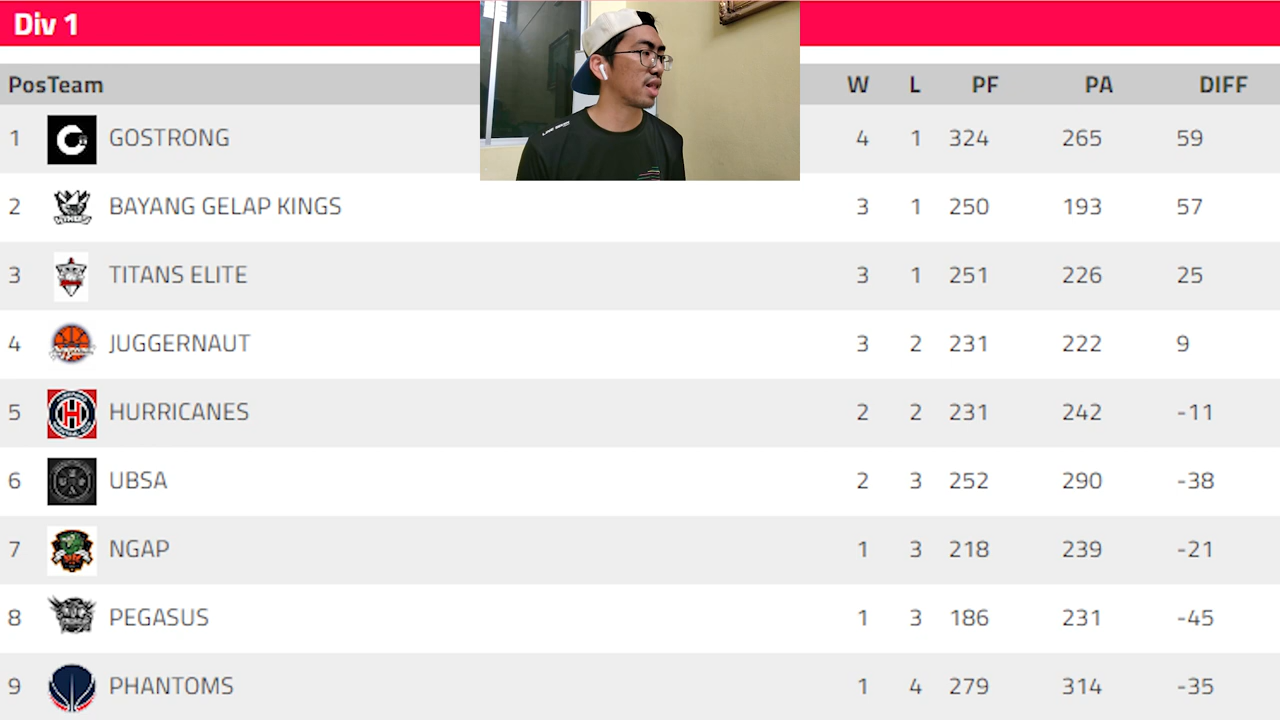 Div 1
Pos Team W L PF PA DIFF
1 GOSTRONG 4 1 324 265 59
2 BAYANG GELAP KINGS 3 1 250 193 57
3 TITANS ELITE 3 1 251 226 25
4 JUGGERNAUT 3 2 231 222 9
5 HURRICANES 2 2 231 242 -11
6 UBSA 2 3 252 290 -38
7 NGAP 1 3 218 239 -21
8 PEGASUS 1 3 186 231 -45
9 PHANTOMS 1 4 279 314 -35